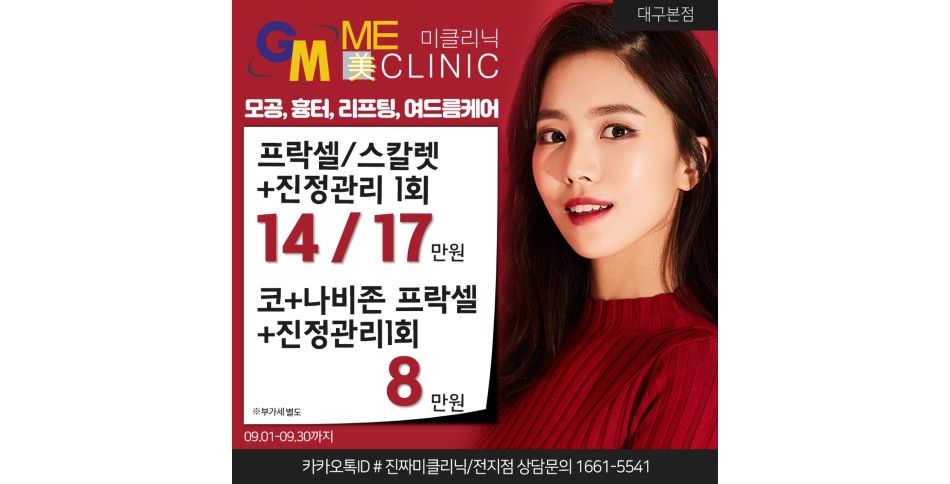 대구본점
GM ME 미클리닉
美 CLINIC
모공, 흉터, 리프팅, 여드름케어
프락셀/스칼렛
+진정관리 1회
14 / 17만원
코+나비존 프락셀
+진정관리1회
8만원
※부가세 별도
09.01-09.30까지
카카오톡ID # 진짜미클리닉/전지점 상담문의 1661-5541